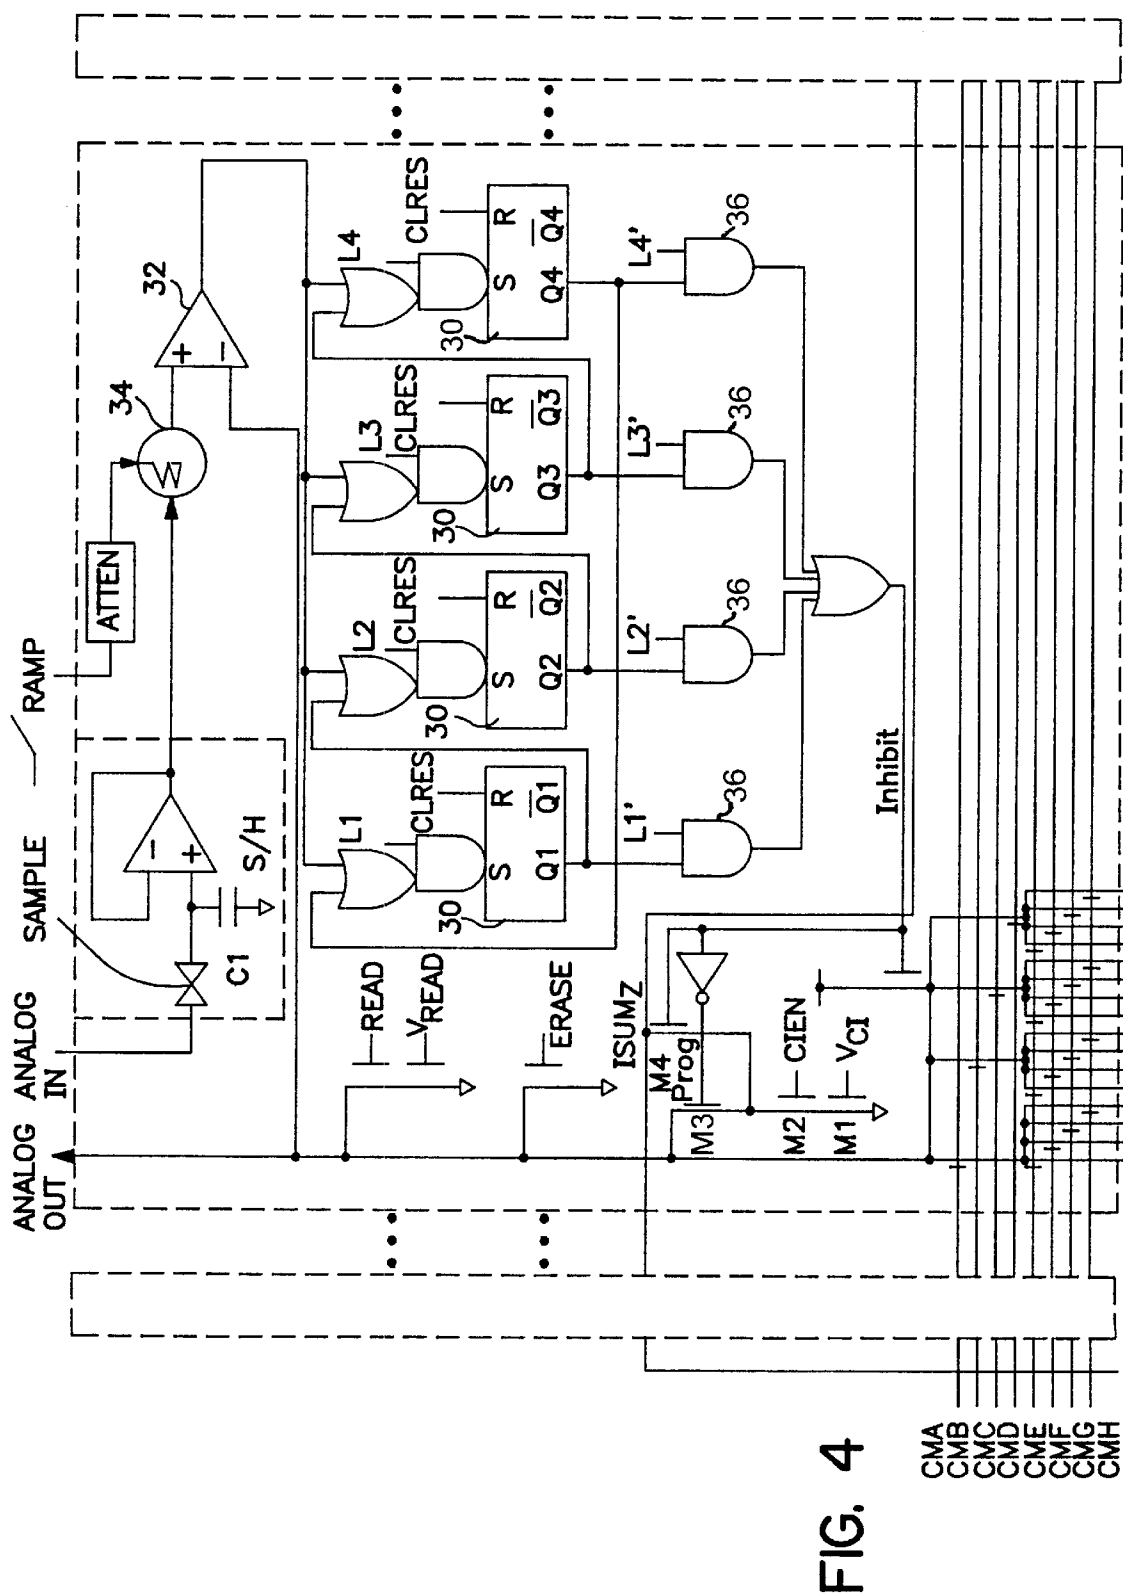 ANALOG OUT
ANALOG IN
SAMPLE
RAMP
C1
S/H
+
−
ATTEN
34
32
+
−
READ
VREAD
ERASE
L1
CLRES
S
R
Q1
Q1
30
L2
CLRES
S
R
Q2
Q2
30
L3
CLRES
S
R
Q3
Q3
30
L4
CLRES
S
R
Q4
Q4
30
ISUMZ
L1'
36
L2'
36
L3'
36
L4'
36
M4
Prog
M3
M2
CIEN
M1
VCI
Inhibit
CMA
CMB
CMC
CMD
CME
CMF
CMG
CMH
FIG. 4